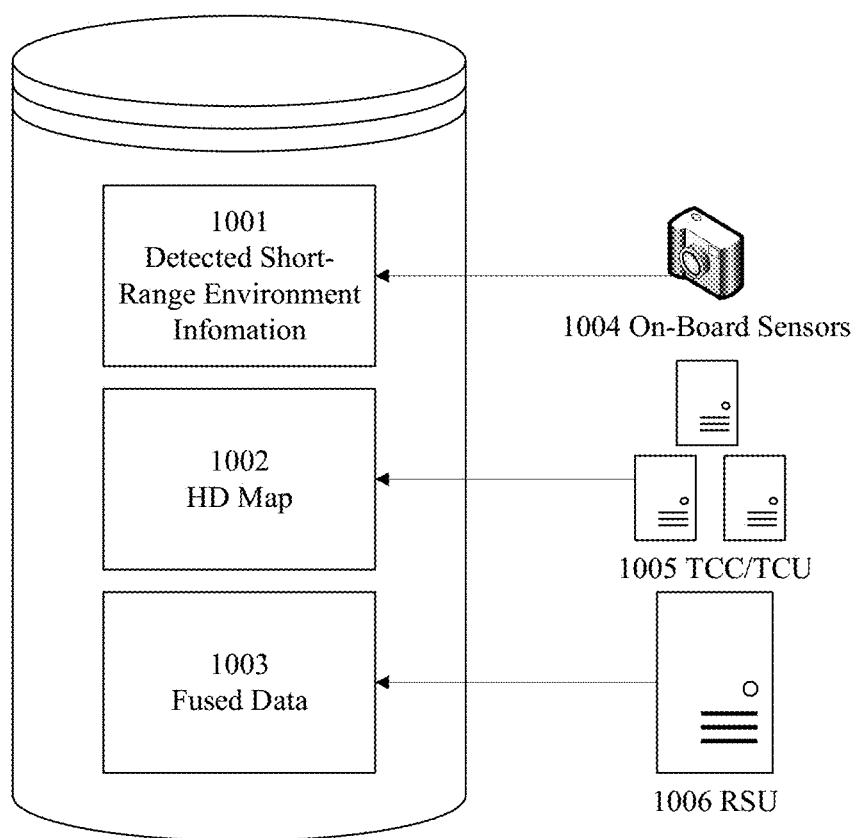 1001
Detected Short-
Range Environment
Infomation
1004 On-Board Sensors
1002
HD Map
1005 TCC/TCU
1003
Fused Data
1006 RSU